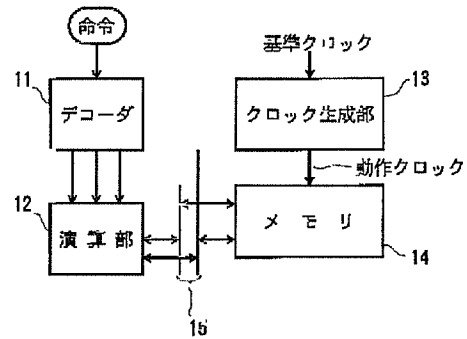 命令
基準クロック
11
デコーダ
13
クロック生成部
動作クロック
12
演算部
メモリ
14
15